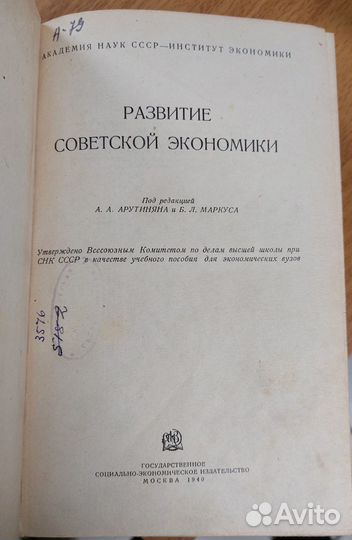 А-79
АКАДЕМИЯ НАУК СССР—ИНСТИТУТ ЭКОНОМИКИ
РАЗВИТИЕ
СОВЕТСКОЙ ЭКОНОМИКИ
Под редакцией
А. А. АРУТИНЯНА и Б. Л. МАРКУСА
Утверждено Всесоюзным Комитетом по делам высшей школы при
СНК СССР в качестве учебного пособия для экономических вузов
3576
ГОСУДАРСТВЕННОЕ
СОЦИАЛЬНО-ЭКОНОМИЧЕСКОЕ ИЗДАТЕЛЬСТВО
МОСКВА 1940
Avito